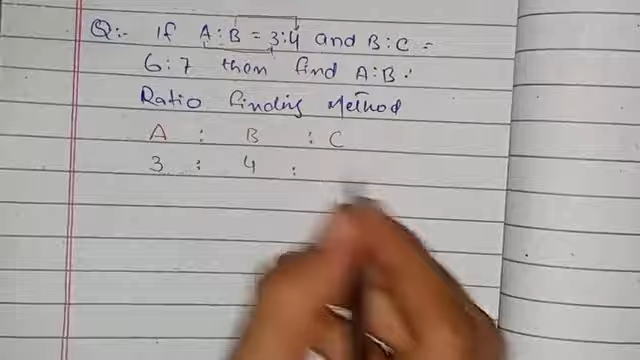 Q:- If A:B = 3:4 and B:C =
6:7 then find A:B.
Ratio finding Method
A : B : C
3 : 4 :